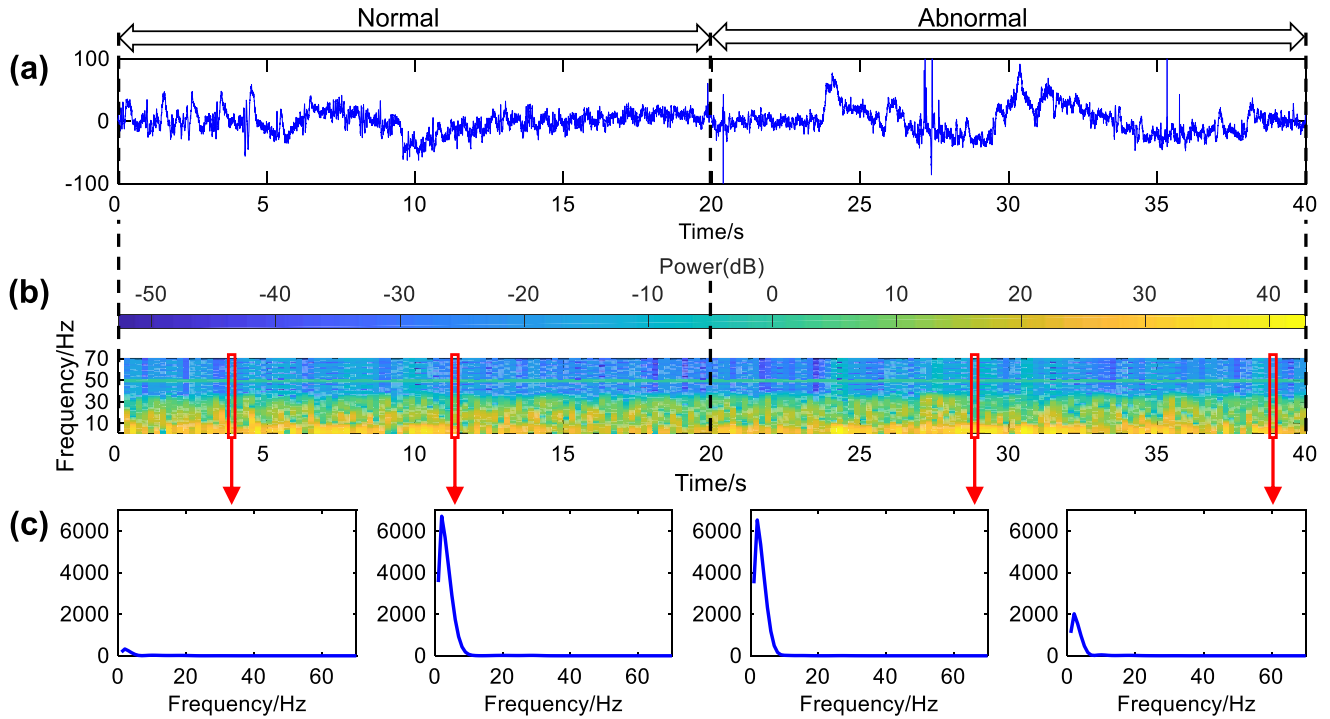 Normal Abnormal
(a)
100
0
-100
0 5 10 15 20 25 30 35 40
Time/s
Power(dB)
(b)
-50 -40 -30 -20 -10 0 10 20 30 40
Frequency/Hz
70
50
30
10
0 5 10 15 20 25 30 35 40
Time/s
(c)
6000 6000 6000 6000
4000 4000 4000 4000
2000 2000 2000 2000
0 0 0 0
0 20 40 60 0 20 40 60 0 20 40 60 0 20 40 60
Frequency/Hz Frequency/Hz Frequency/Hz Frequency/Hz